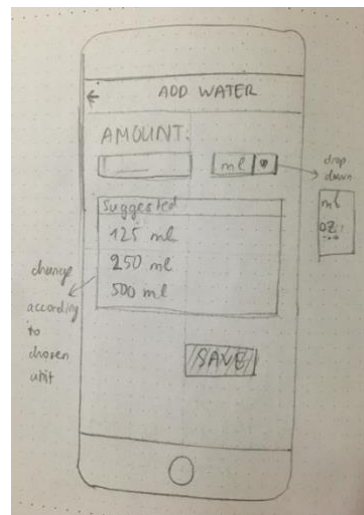 ← ADD WATER
AMOUNT:
ml
drop
down
ml
oz
Suggested
125 ml
250 ml
500 ml
change
according
to
chosen
unit
SAVE